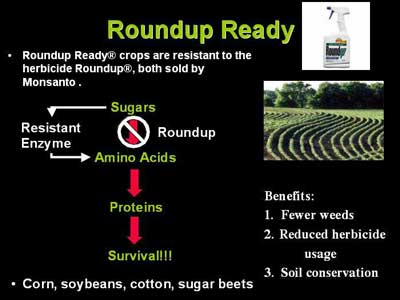 Roundup Ready
• Roundup Ready® crops are resistant to the
herbicide Roundup®, both sold by
Monsanto .
Sugars
Resistant
Enzyme
Roundup
Amino Acids
Proteins
Survival!!!
Benefits:
1. Fewer weeds
2. Reduced herbicide
usage
3. Soil conservation
• Corn, soybeans, cotton, sugar beets